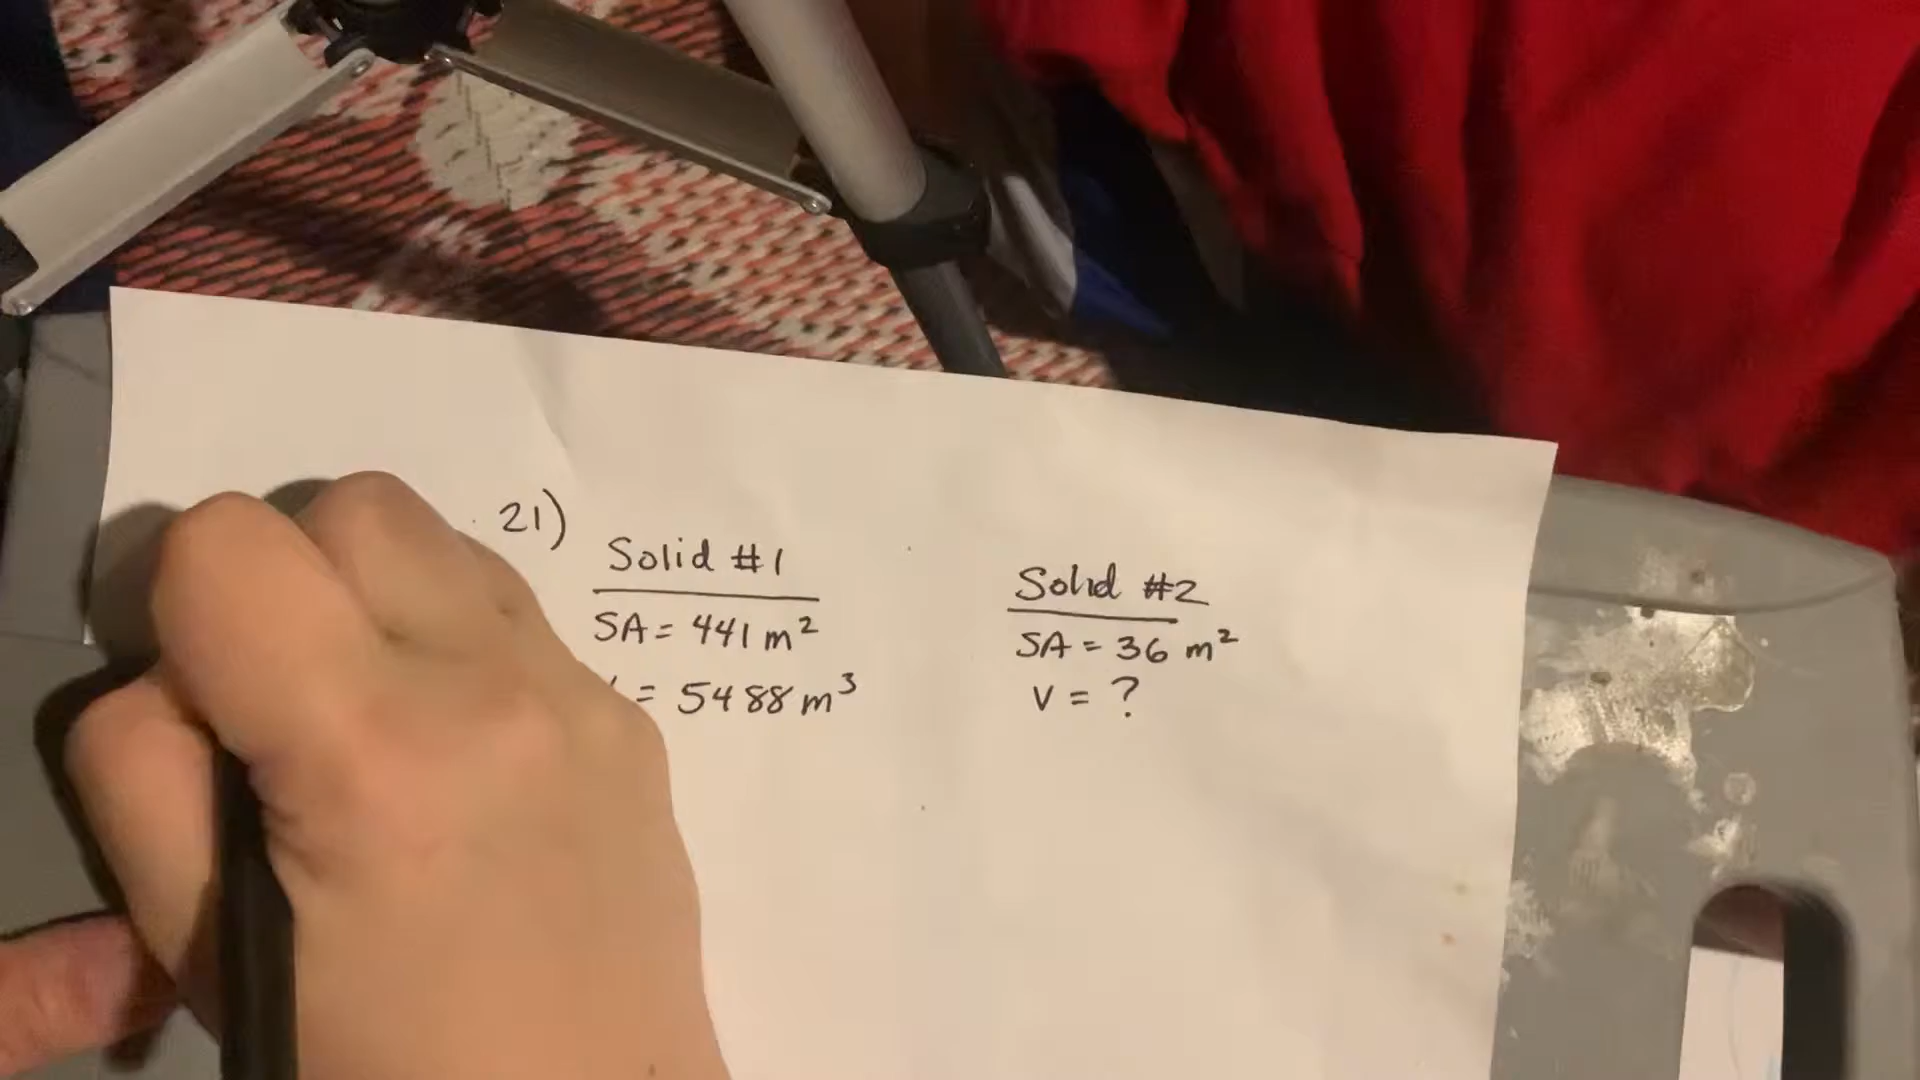 21)
Solid #1
SA = 441 m²
= 5488 m³
Solid #2
SA = 36 m²
V = ?